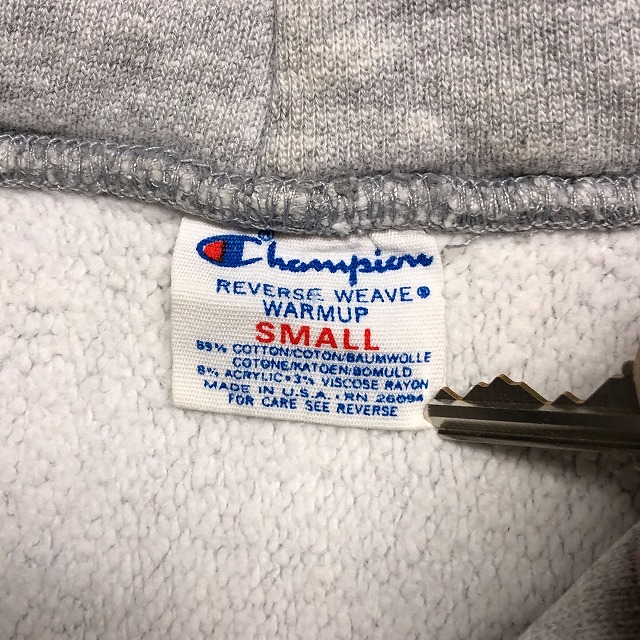 Champion
REVERSE WEAVE®
WARMUP
SMALL
89% COTTON/COTON/BAUMWOLLE
COTONE/KATOEN/BOMULD
8% ACRYLIC • 3% VISCOSE RAYON
MADE IN U.S.A. • RN 26094
FOR CARE SEE REVERSE